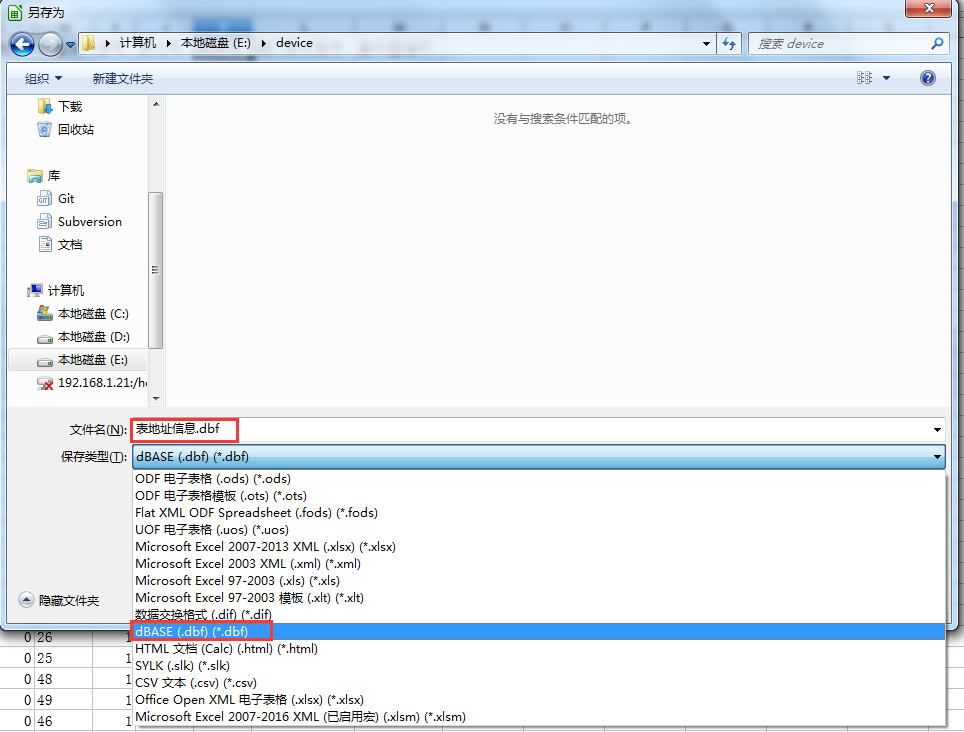 另存为
计算机 本地磁盘 (E:) device
搜索 device
组织 新建文件夹
下载
回收站
没有与搜索条件匹配的项。
库
Git
Subversion
文档
计算机
本地磁盘 (C:)
本地磁盘 (D:)
本地磁盘 (E:)
192.168.1.21:/h
文件名(N): 表地址信息.dbf
保存类型(T): dBASE (.dbf) (*.dbf)
ODF 电子表格 (.ods) (*.ods)
ODF 电子表格模板 (.ots) (*.ots)
Flat XML ODF Spreadsheet (.fods) (*.fods)
UOF 电子表格 (.uos) (*.uos)
Microsoft Excel 2007-2013 XML (.xlsx) (*.xlsx)
Microsoft Excel 2003 XML (.xml) (*.xml)
Microsoft Excel 97-2003 (.xls) (*.xls)
Microsoft Excel 97-2003 模板 (.xlt) (*.xlt)
隐藏文件夹
数据交换格式 (.dif) (*.dif)
dBASE (.dbf) (*.dbf)
HTML 文档 (Calc) (.html) (*.html)
SYLK (.slk) (*.slk)
CSV 文本 (.csv) (*.csv)
Office Open XML 电子表格 (.xlsx) (*.xlsx)
Microsoft Excel 2007-2016 XML (已启用宏) (.xlsm) (*.xlsm)
0 26 1
0 25 1
0 48 1
0 49 1
0 46 1